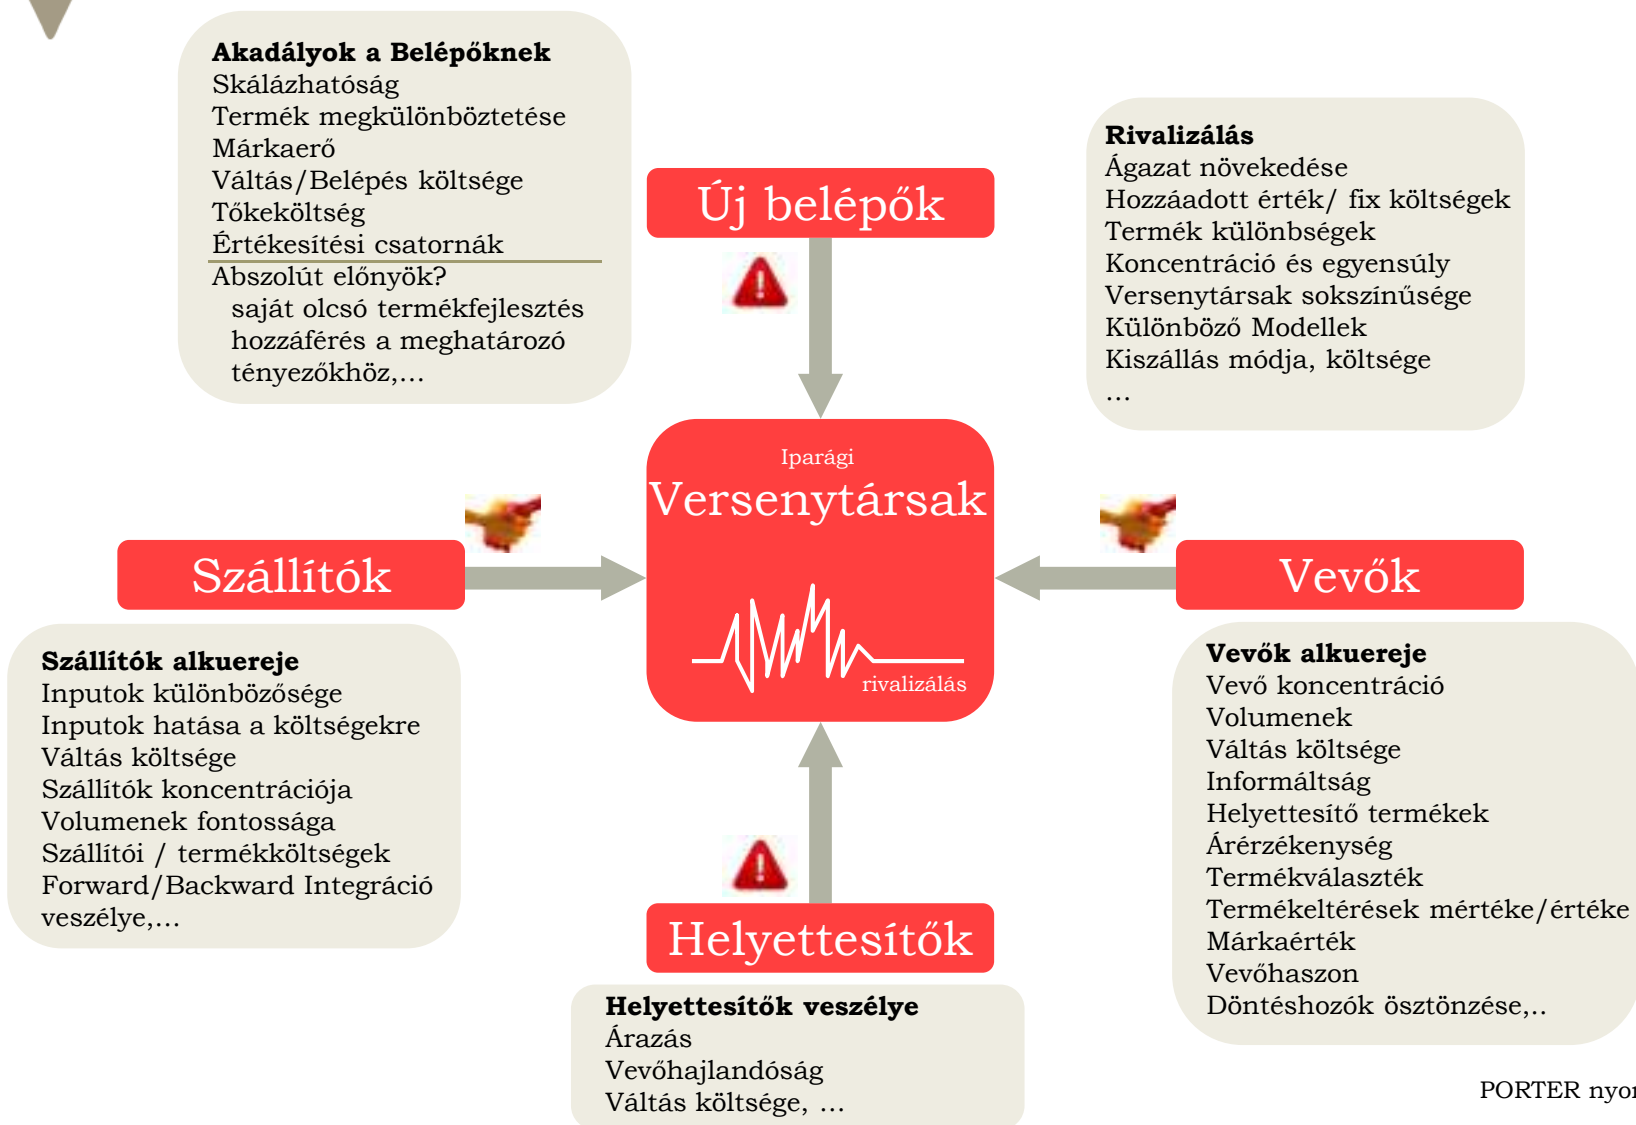 Akadályok a Belépőknek
Skálázhatóság
Termék megkülönböztetése
Márkaerő
Váltás/Belépés költsége
Tőkeköltség
Értékesítési csatornák
Abszolút előnyök?
saját olcsó termékfejlesztés
hozzáférés a meghatározó
tényezőkhöz,...
Új belépők
Rivalizálás
Ágazat növekedése
Hozzáadott érték/ fix költségek
Termék különbségek
Koncentráció és egyensúly
Versenytársak sokszínűsége
Különböző Modellek
Kiszállás módja, költsége
...
Iparági
Versenytársak
rivalizálás
Szállítók
Szállítók alkuereje
Inputok különbözősége
Inputok hatása a költségekre
Váltás költsége
Szállítók koncentrációja
Volumenek fontossága
Szállítói / termékköltségek
Forward/Backward Integráció
veszélye,...
Vevők
Vevők alkuereje
Vevő koncentráció
Volumenek
Váltás költsége
Informáltság
Helyettesítő termékek
Árérzékenység
Termékválaszték
Termékeltérések mértéke/értéke
Márkaérték
Vevőhaszon
Döntéshozók ösztönzése,..
Helyettesítők
Helyettesítők veszélye
Árazás
Vevőhajlandóság
Váltás költsége, ...
PORTER